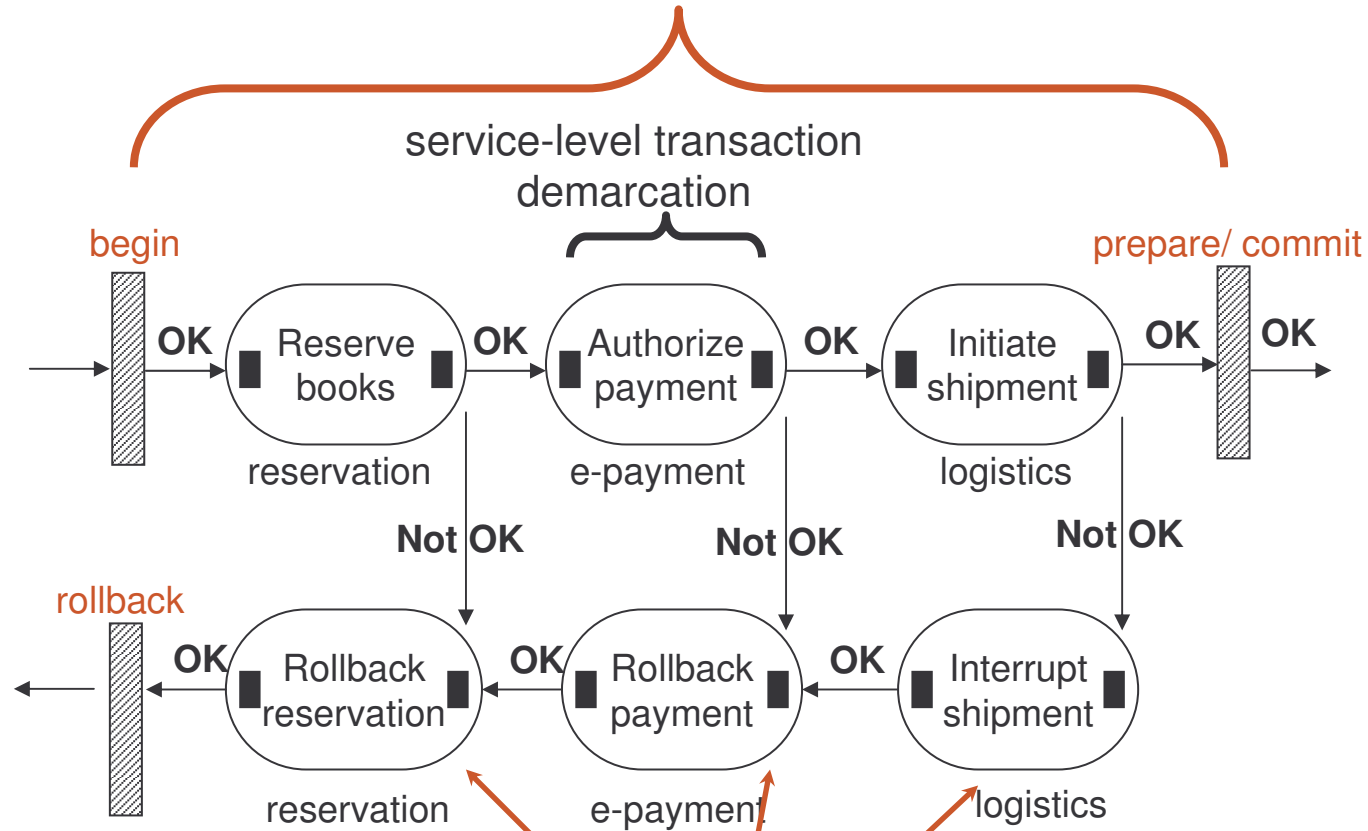 service-level transaction
demarcation
begin
prepare/ commit
OK
Reserve
books
OK
Authorize
payment
OK
Initiate
shipment
OK
OK
reservation
e-payment
logistics
Not OK
Not OK
Not OK
rollback
OK
Rollback
reservation
OK
Rollback
payment
OK
Interrupt
shipment
reservation
e-payment
logistics